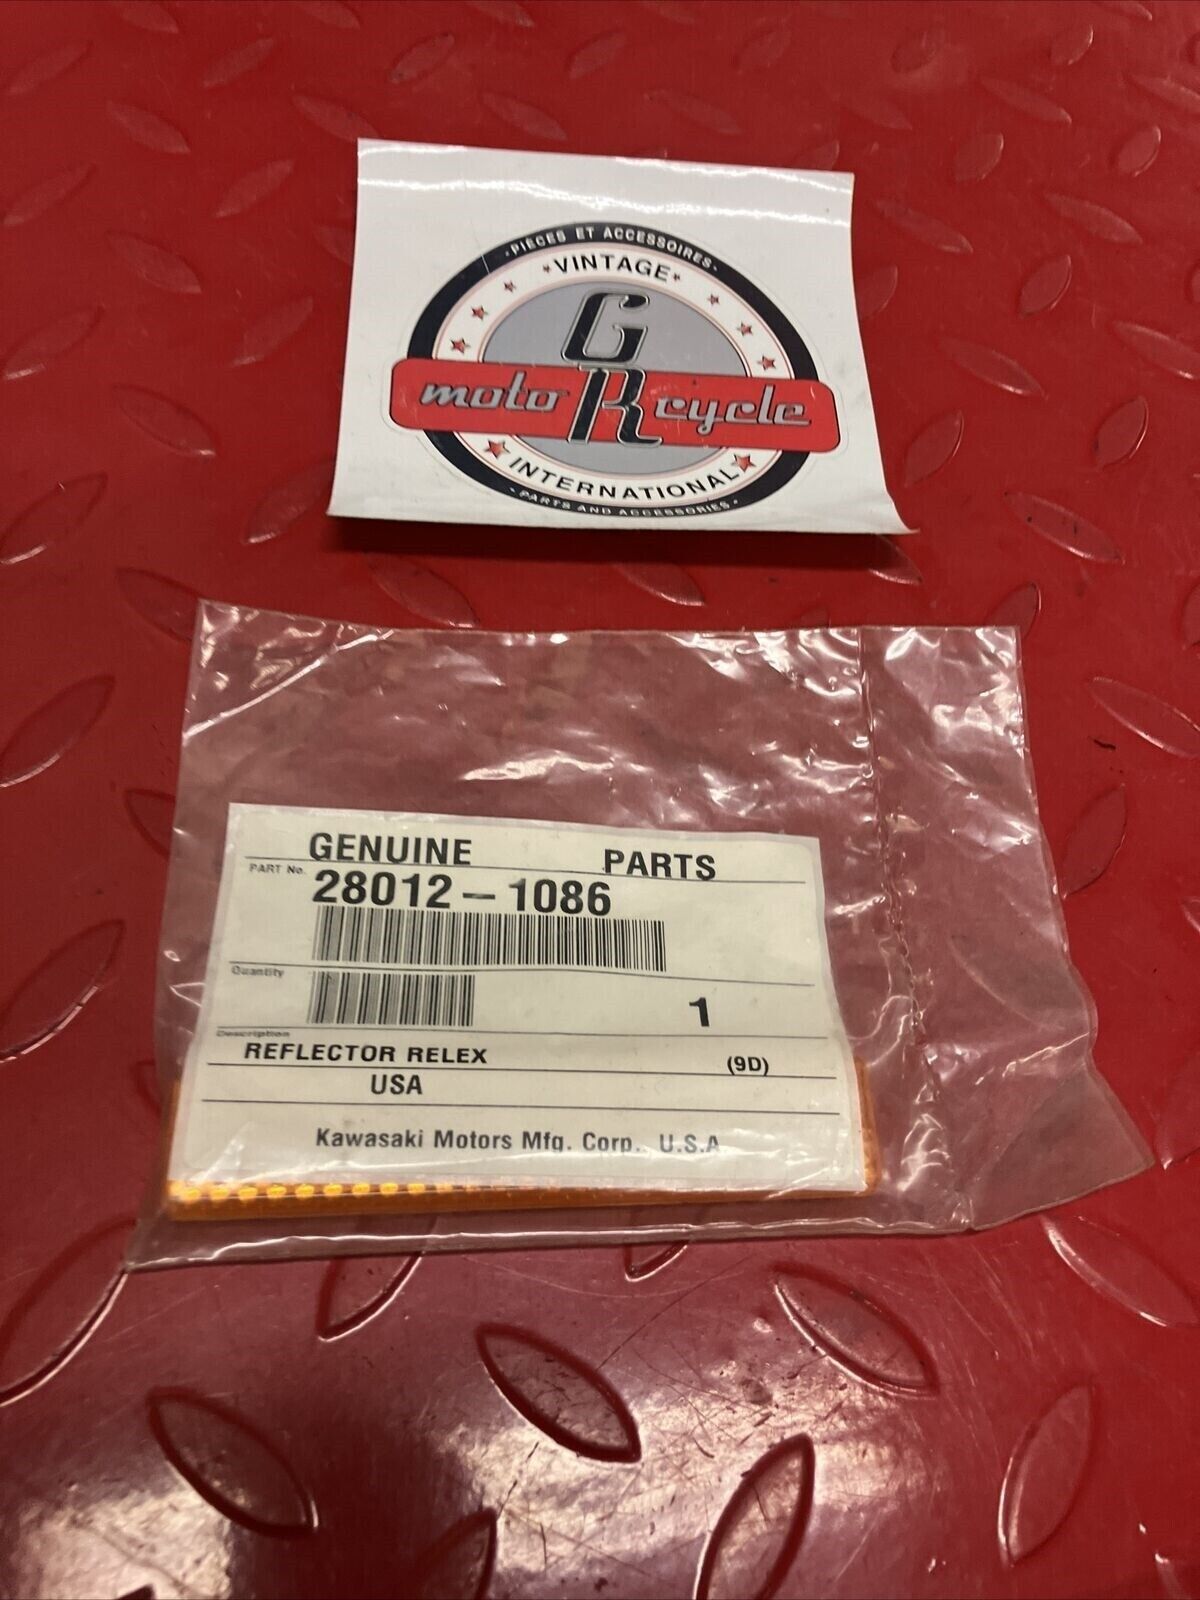 ·PIÈCES ET ACCESSOIRES·
VINTAGE
G
moto R cycle
INTERNATIONAL
·PARTS AND ACCESSORIES·
GENUINE PARTS
PART No. 28012-1086
Quantity
1
Description
REFLECTOR RELEX (9D)
USA
Kawasaki Motors Mfg. Corp., U.S.A